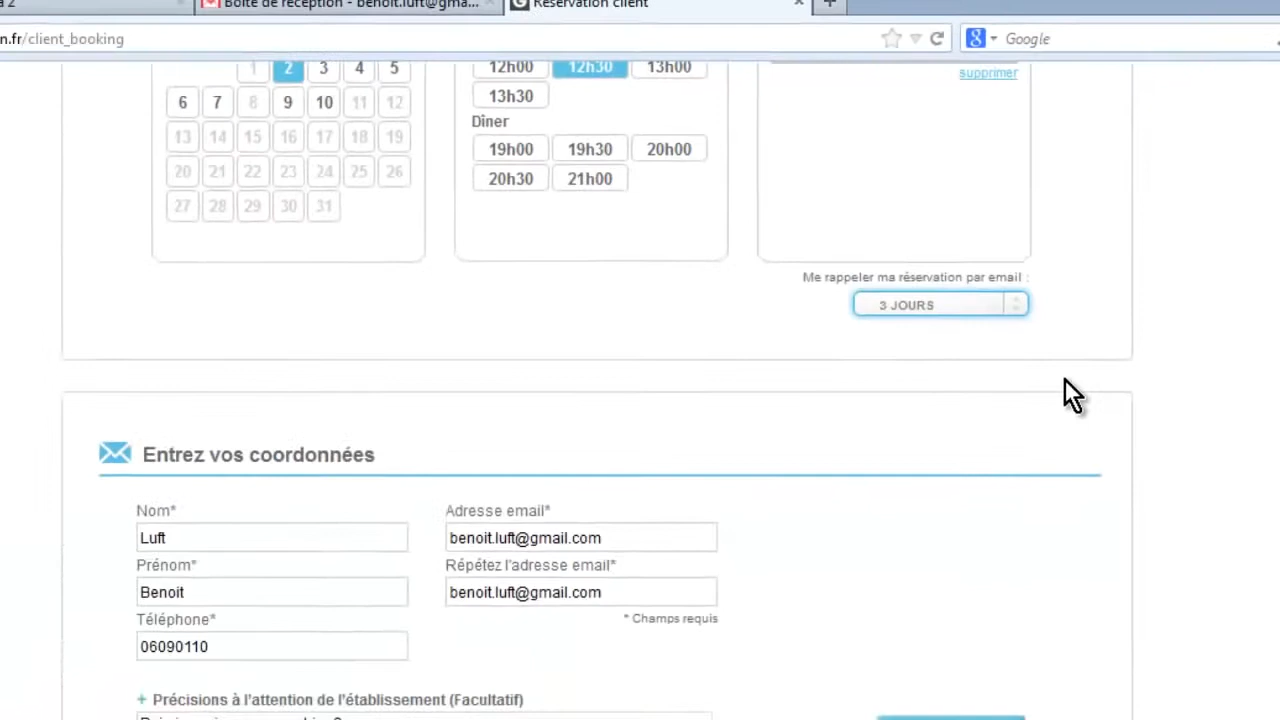 a 2
Boîte de réception - benoit.luft@gma...
Réservation client
n.fr/client_booking
Google
1 2 3 4 5
6 7 8 9 10 11 12
13 14 15 16 17 18 19
20 21 22 23 24 25 26
27 28 29 30 31
12h00 12h30 13h00
13h30
Dîner
19h00 19h30 20h00
20h30 21h00
supprimer
Me rappeler ma réservation par email :
3 JOURS
Entrez vos coordonnées
Nom*
Luft
Prénom*
Benoit
Téléphone*
06090110
Adresse email*
benoit.luft@gmail.com
Répétez l'adresse email*
benoit.luft@gmail.com
* Champs requis
+ Précisions à l'attention de l'établissement (Facultatif)